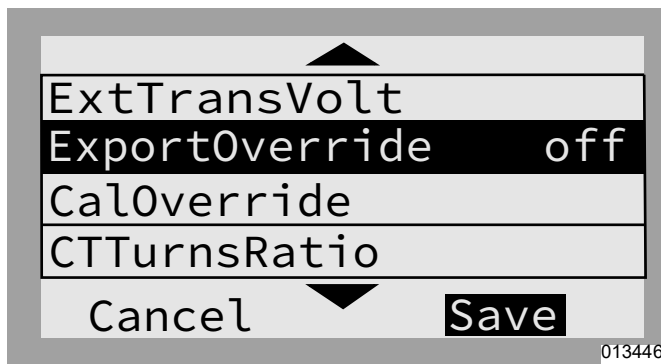 ExtTransVolt
ExportOverride off
CalOverride
CTTurnsRatio
Cancel Save
013446